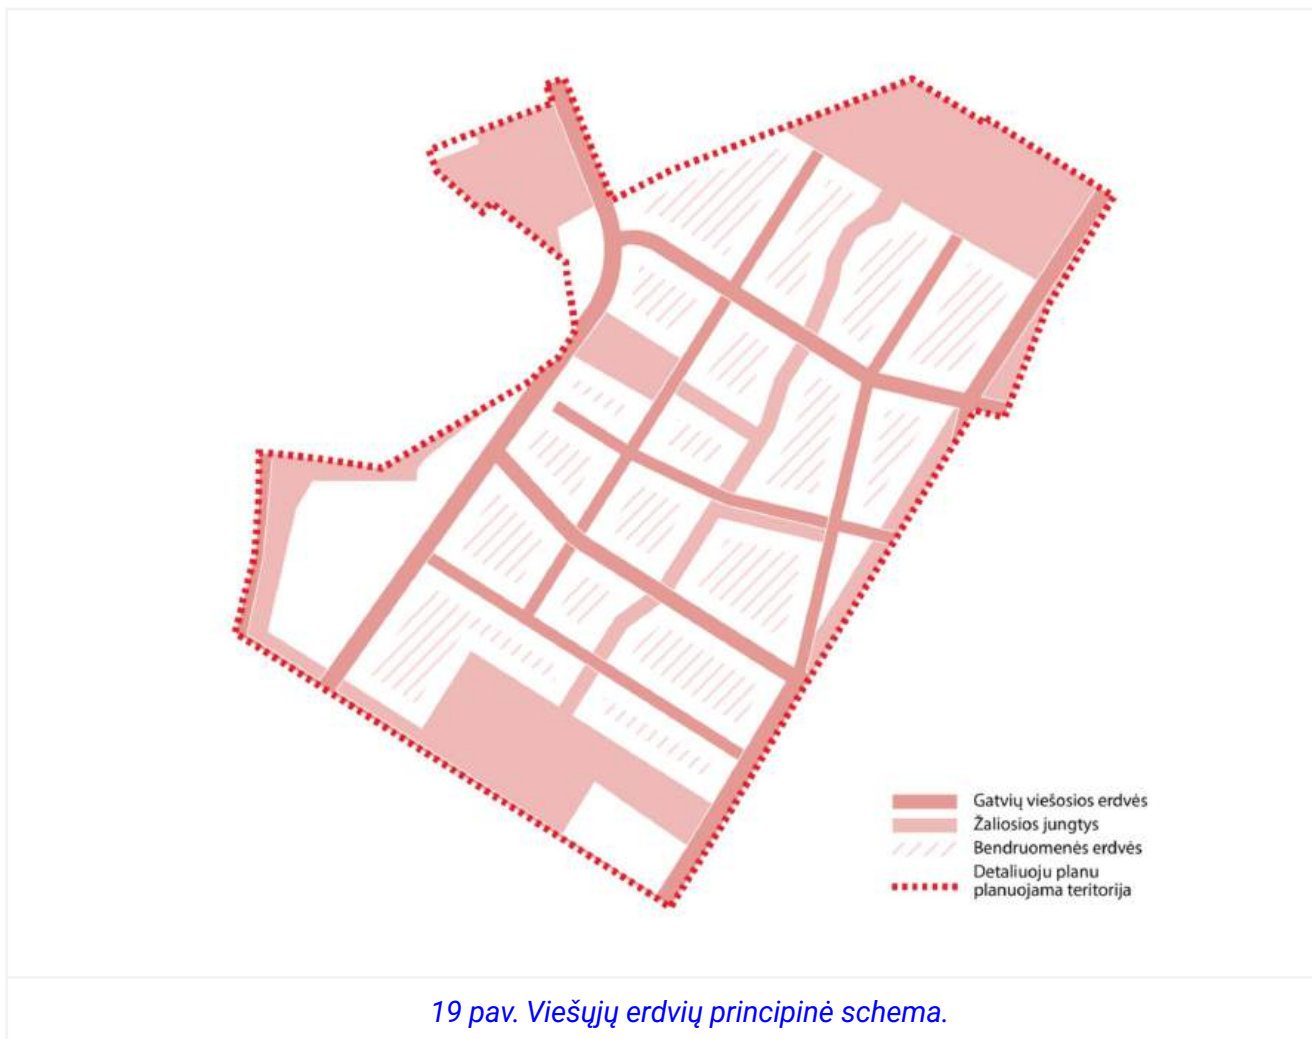 Gatvių viešosios erdvės
Žaliosios jungtys
Bendruomenės erdvės
Detaliuoju planu
planuojama teritorija
19 pav. Viešųjų erdvių principinė schema.